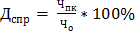 Дспр = Чпк / Чо * 100%